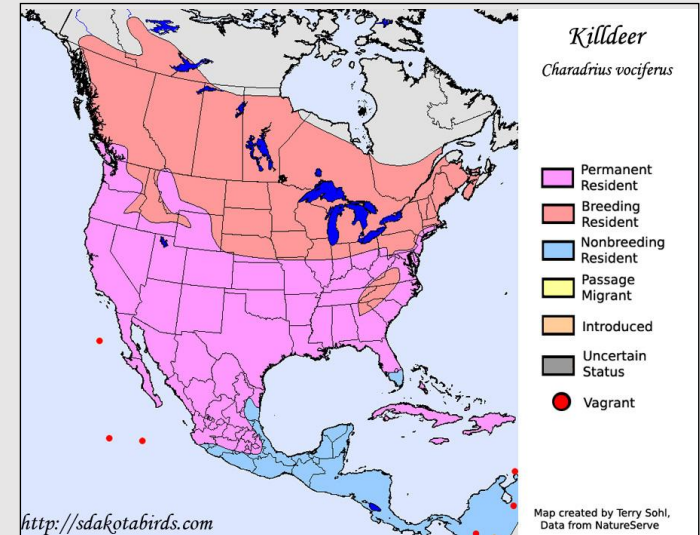 Killdeer
Charadrius vociferus
Permanent
Resident
Breeding
Resident
Nonbreeding
Resident
Passage
Migrant
Introduced
Uncertain
Status
Vagrant
Map created by Terry Sohl,
Data from NatureServe
http://sdakotabirds.com